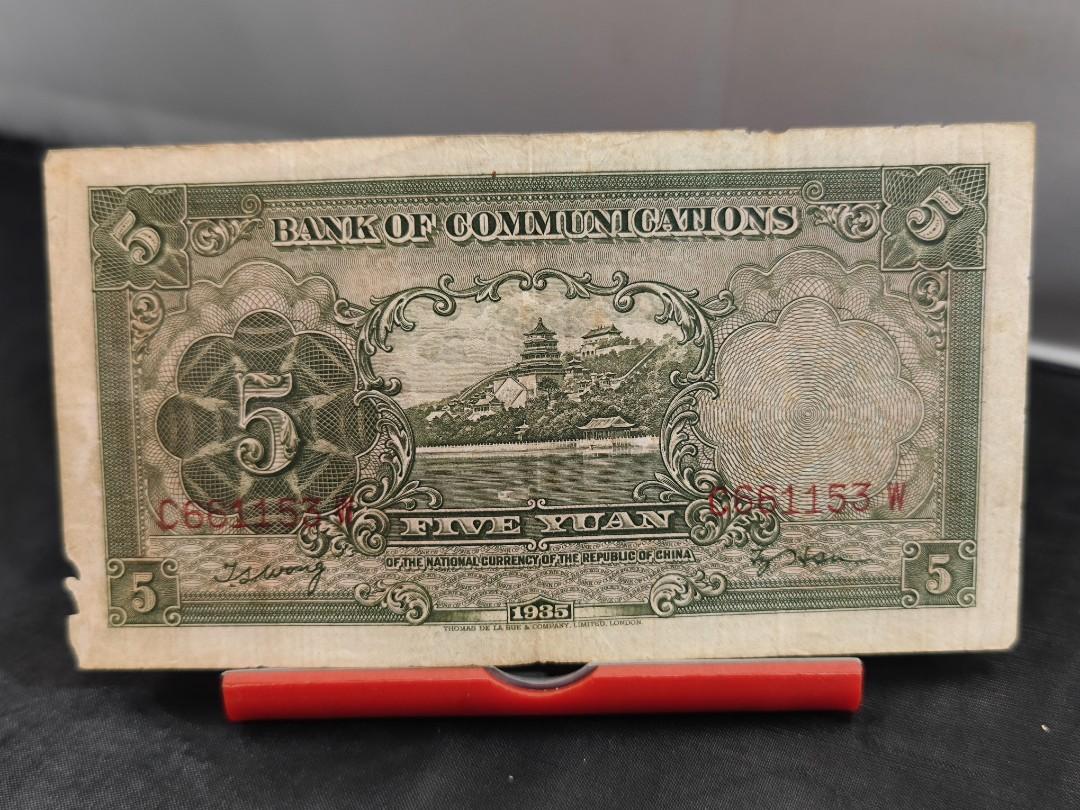 5 5
BANK OF COMMUNICATIONS
5
C661153 W C661153 W
FIVE YUAN
OF THE NATIONAL CURRENCY OF THE REPUBLIC OF CHINA
5 5
1935
THOMAS DE LA RUE & COMPANY, LIMITED, LONDON.